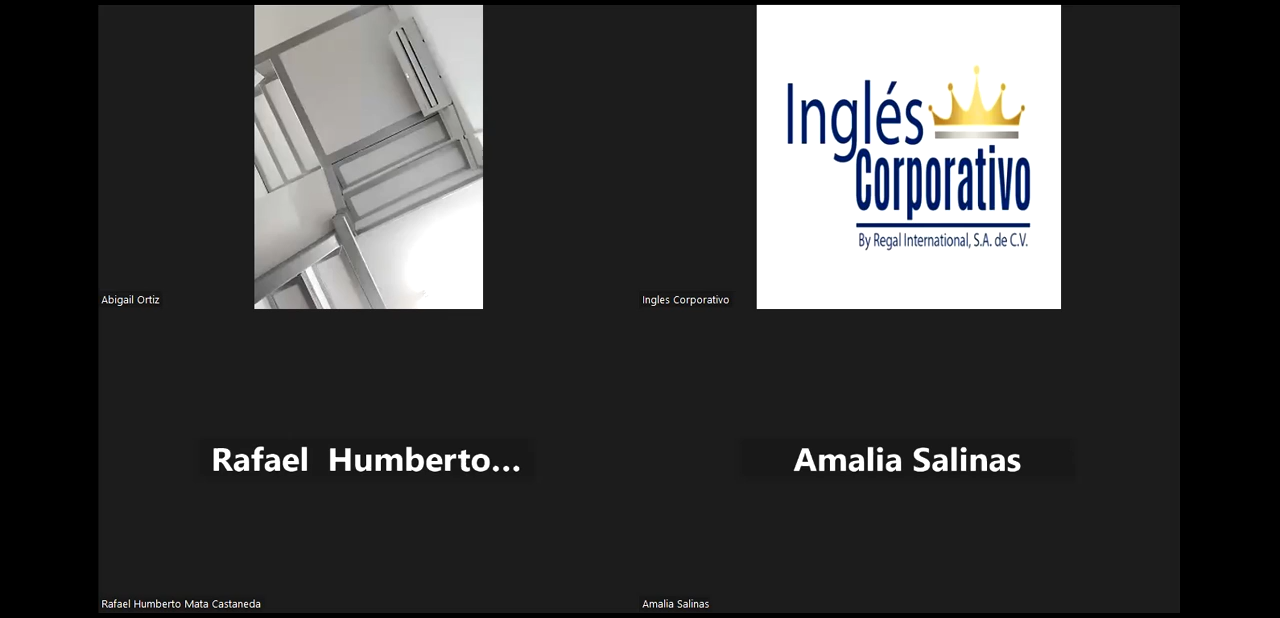 Inglés
Corporativo
By Regal International, S.A. de C.V.
Abigail Ortiz
Ingles Corporativo
Rafael Humberto...
Amalia Salinas
Rafael Humberto Mata Castaneda
Amalia Salinas